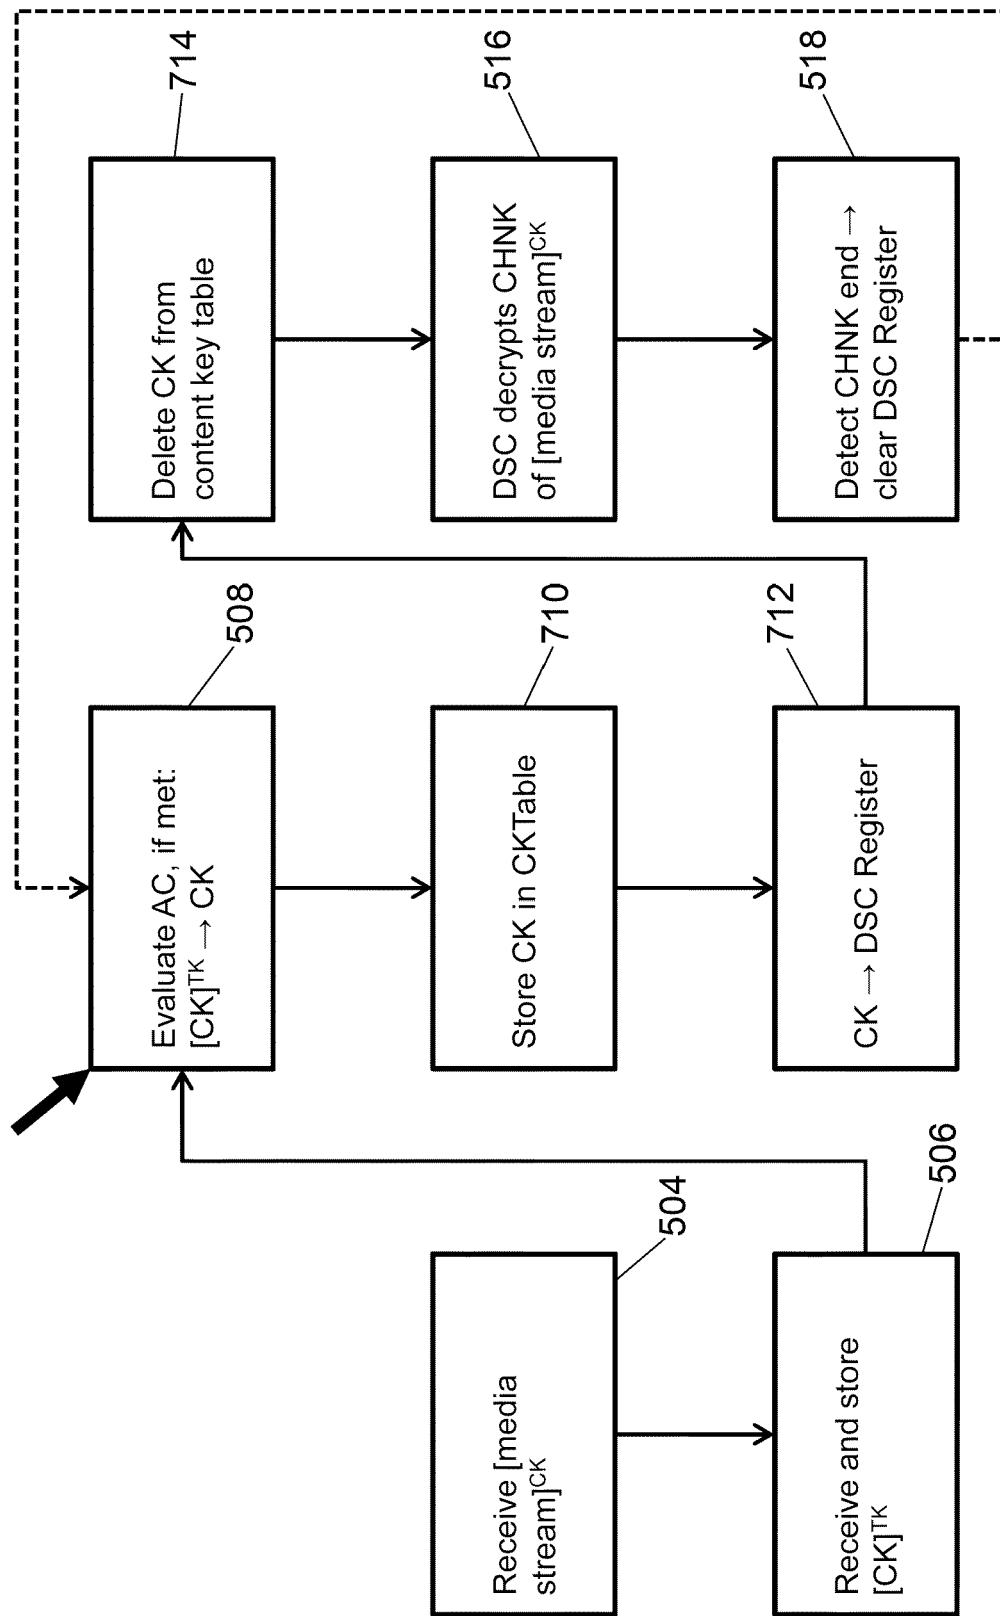 Receive [media
stream]ᶜᴷ
504
Receive and store
[CK]ᵀᴷ
506
Evaluate AC, if met:
[CK]ᵀᴷ → CK
508
Store CK in CKTable
710
CK → DSC Register
712
Delete CK from
content key table
714
DSC decrypts CHNK
of [media stream]ᶜᴷ
516
Detect CHNK end →
clear DSC Register
518